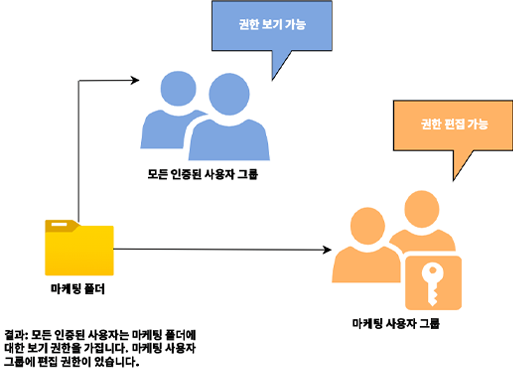 권한 보기 가능
권한 편집 가능
모든 인증된 사용자 그룹
마케팅 폴더
마케팅 사용자 그룹
결과: 모든 인증된 사용자는 마케팅 폴더에
대한 보기 권한을 가집니다. 마케팅 사용자
그룹에 편집 권한이 있습니다.